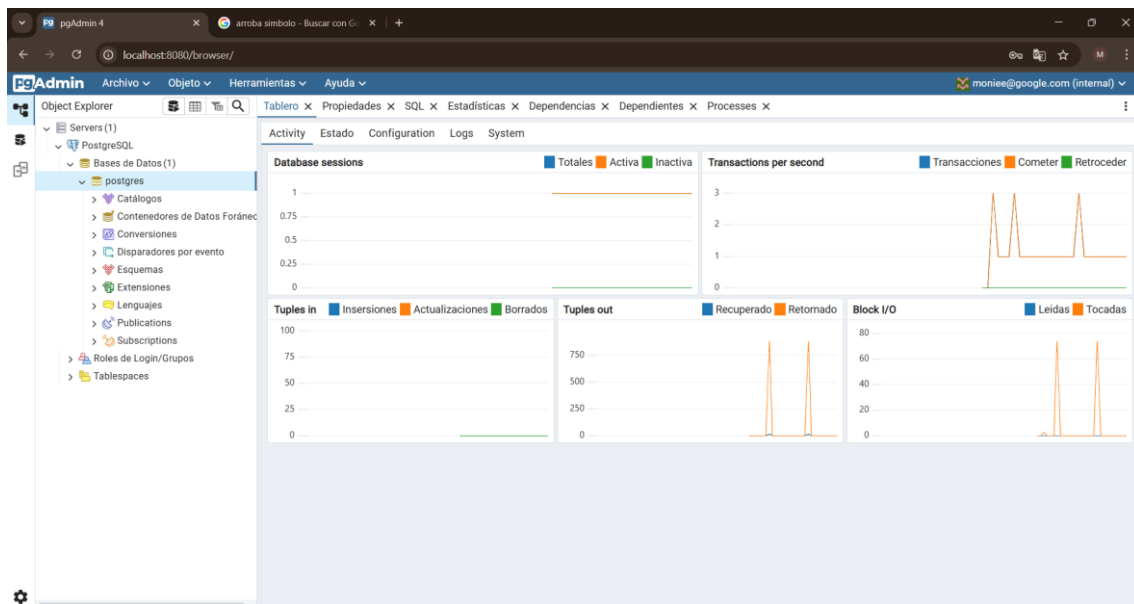 pgAdmin 4
arroba simbolo - Buscar con Go
localhost:8080/browser/
M
pgAdmin Archivo Objeto Herramientas Ayuda moniee@google.com (internal)
Object Explorer
Servers (1)
PostgreSQL
Bases de Datos (1)
postgres
Catálogos
Contenedores de Datos Foránec
Conversiones
Disparadores por evento
Esquemas
Extensiones
Lenguajes
Publications
Subscriptions
Roles de Login/Grupos
Tablespaces
Tablero Propiedades SQL Estadísticas Dependencias Dependientes Processes
Activity Estado Configuration Logs System
Database sessions Totales Activa Inactiva
1
0.75
0.5
0.25
0
Transactions per second Transacciones Cometer Retroceder
3
2
1
0
Tuples in Insersiones Actualizaciones Borrados
100
75
50
25
0
Tuples out Recuperado Retornado
750
500
250
0
Block I/O Leidas Tocadas
80
60
40
20
0